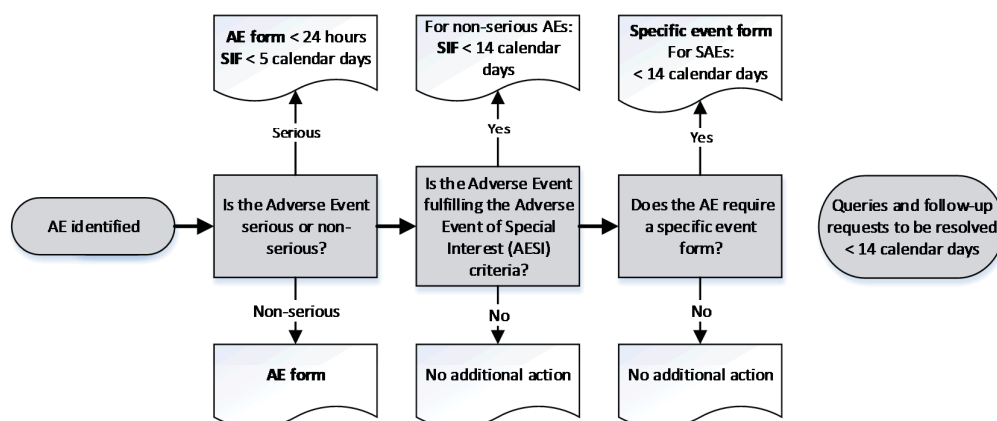 AE form < 24 hours
SIF < 5 calendar days
For non-serious AEs:
SIF < 14 calendar
days
Specific event form
For SAEs:
< 14 calendar days
Serious
Yes
Yes
AE identified
Is the Adverse Event
serious or non-
serious?
Is the Adverse Event
fulfilling the Adverse
Event of Special
Interest (AESI)
criteria?
Does the AE require
a specific event
form?
Queries and follow-up
requests to be resolved
< 14 calendar days
Non-serious
No
No
AE form
No additional action
No additional action